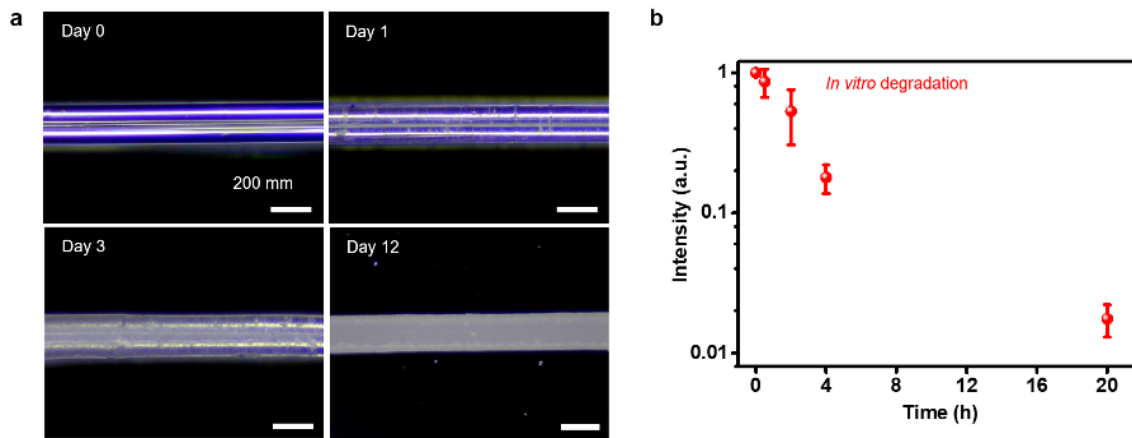 a
Day 0
Day 1
200 mm
Day 3
Day 12
b
In vitro degradation
Intensity (a.u.)
1
0.1
0.01
0 4 8 12 16 20
Time (h)